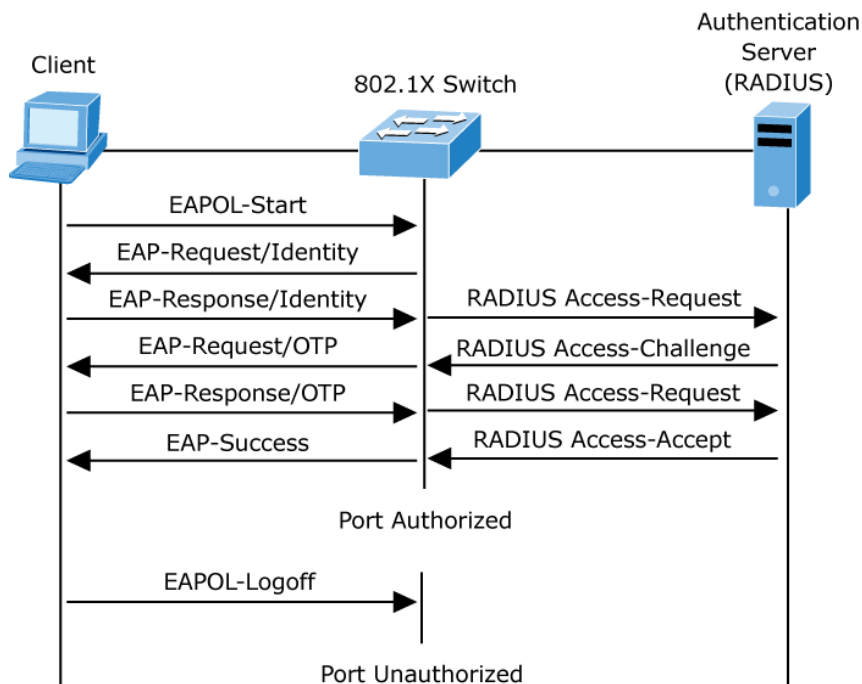 Authentication
Server
(RADIUS)
Client
802.1X Switch
EAPOL-Start
EAP-Request/Identity
EAP-Response/Identity
RADIUS Access-Request
EAP-Request/OTP
RADIUS Access-Challenge
EAP-Response/OTP
RADIUS Access-Request
EAP-Success
RADIUS Access-Accept
Port Authorized
EAPOL-Logoff
Port Unauthorized